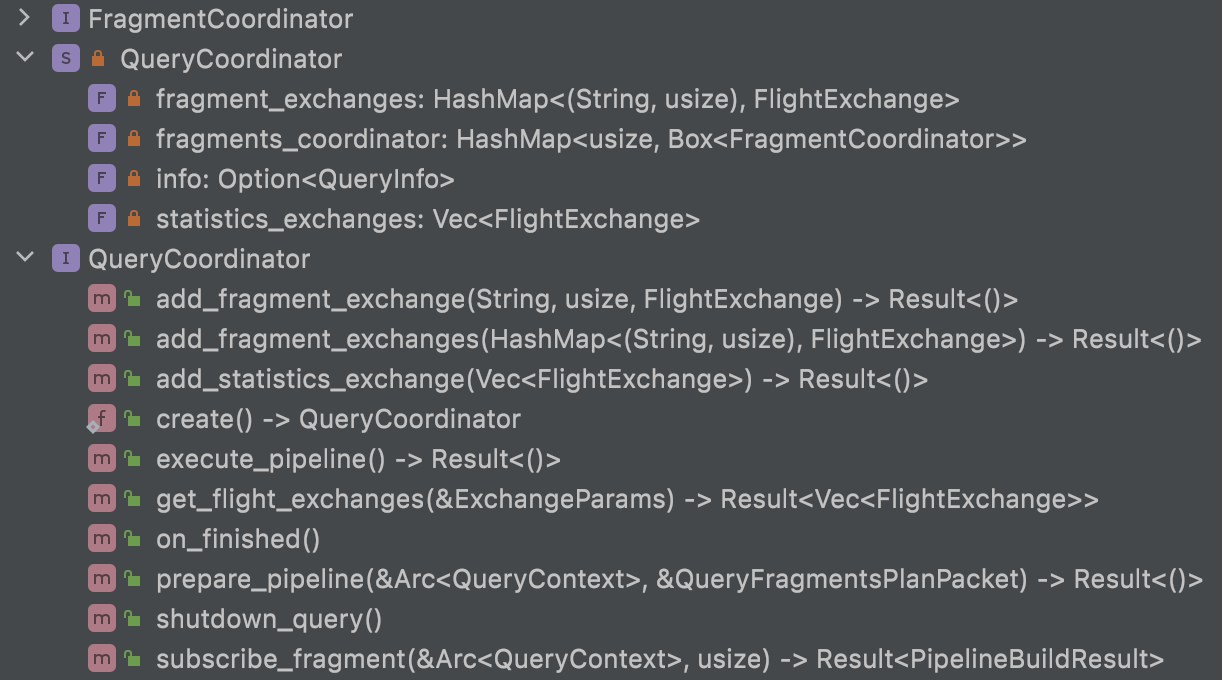 I FragmentCoordinator
S QueryCoordinator
F fragment_exchanges: HashMap<(String, usize), FlightExchange>
F fragments_coordinator: HashMap<usize, Box<FragmentCoordinator>>
F info: Option<QueryInfo>
F statistics_exchanges: Vec<FlightExchange>
I QueryCoordinator
m add_fragment_exchange(String, usize, FlightExchange) -> Result<()>
m add_fragment_exchanges(HashMap<(String, usize), FlightExchange>) -> Result<()>
m add_statistics_exchange(Vec<FlightExchange>) -> Result<()>
f create() -> QueryCoordinator
m execute_pipeline() -> Result<()>
m get_flight_exchanges(&ExchangeParams) -> Result<Vec<FlightExchange>>
m on_finished()
m prepare_pipeline(&Arc<QueryContext>, &QueryFragmentsPlanPacket) -> Result<()>
m shutdown_query()
m subscribe_fragment(&Arc<QueryContext>, usize) -> Result<PipelineBuildResult>